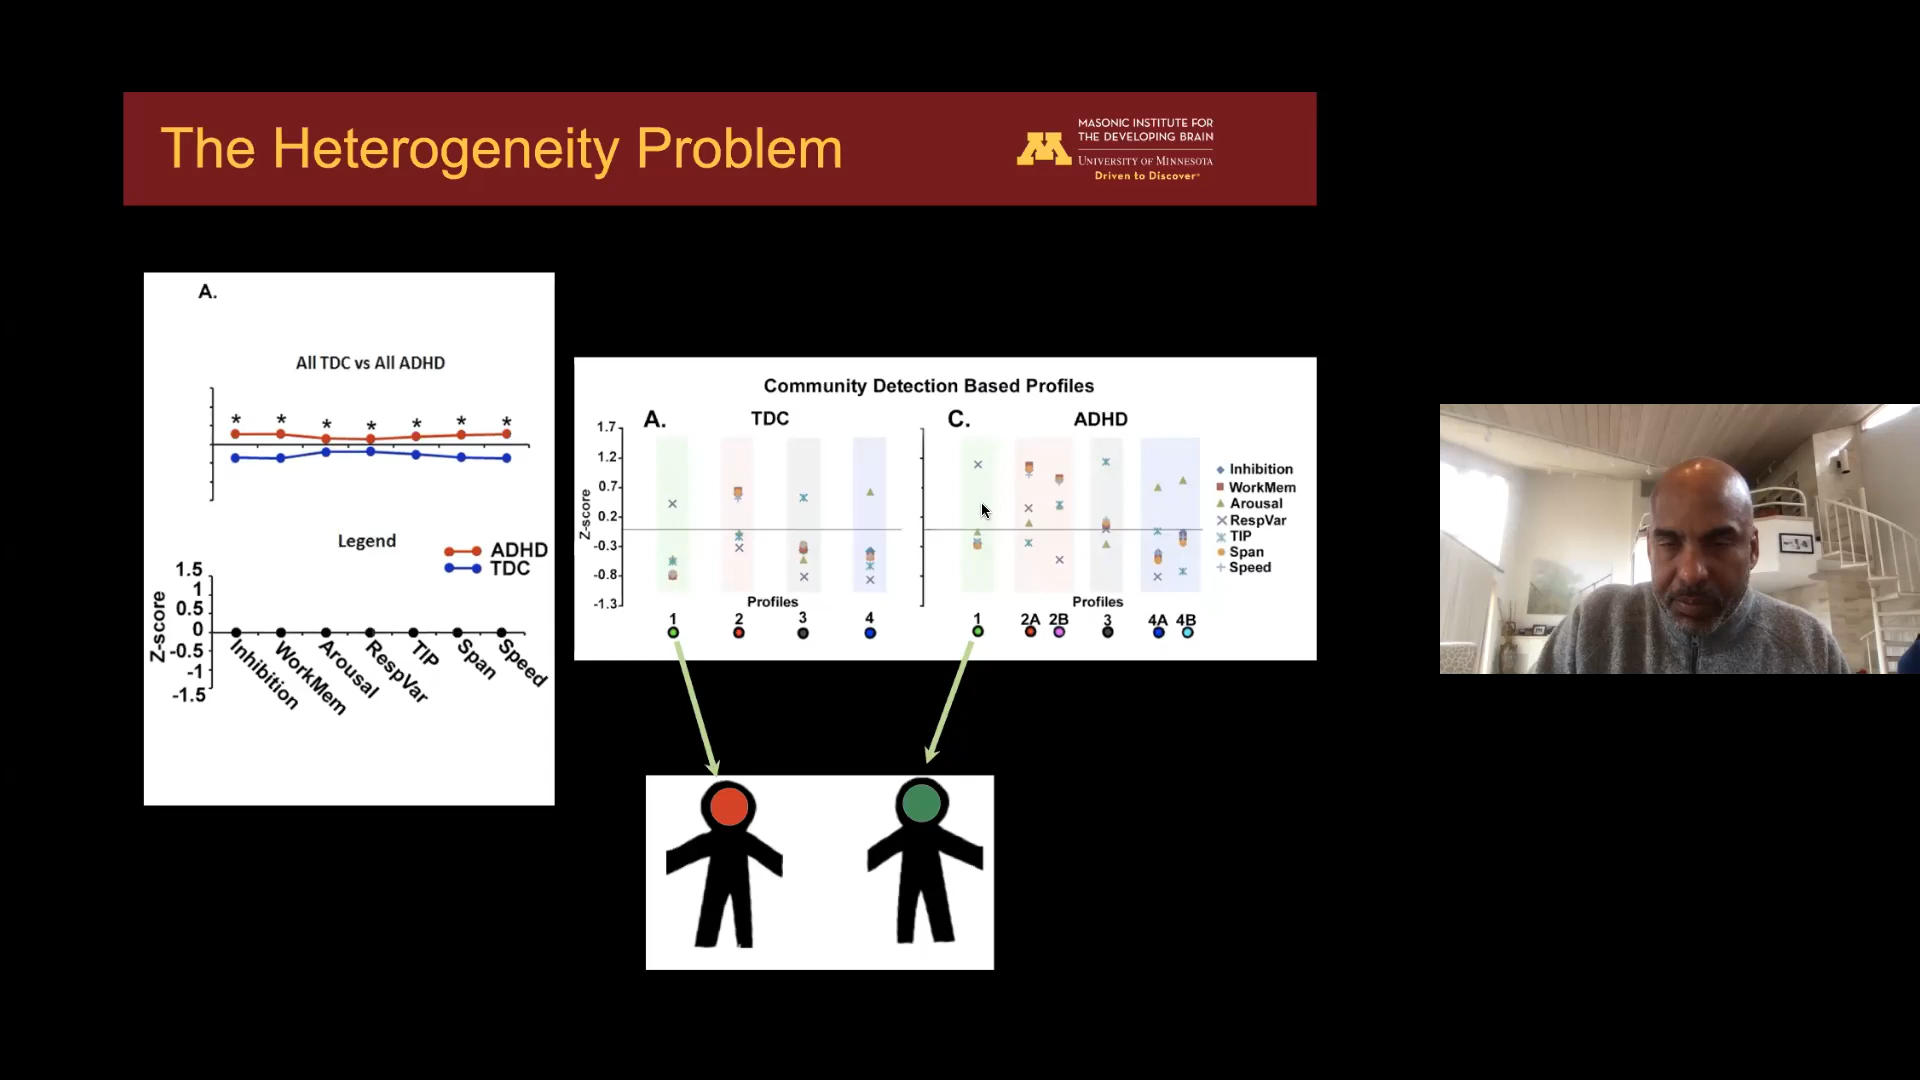 The Heterogeneity Problem
MASONIC INSTITUTE FOR
THE DEVELOPING BRAIN
UNIVERSITY OF MINNESOTA
Driven to Discover®
A.
All TDC vs All ADHD
* * * * * * *
Legend
ADHD
TDC
Z-score
1.5
1
0.5
0
-0.5
-1
-1.5
Inhibition
WorkMem
Arousal
RespVar
TIP
Span
Speed
Community Detection Based Profiles
A.
TDC
C.
ADHD
Z-score
1.7
1.2
0.7
0.2
-0.3
-0.8
-1.3
Profiles
1 2 3 4
Profiles
1 2A 2B 3 4A 4B
Inhibition
WorkMem
Arousal
RespVar
TIP
Span
Speed